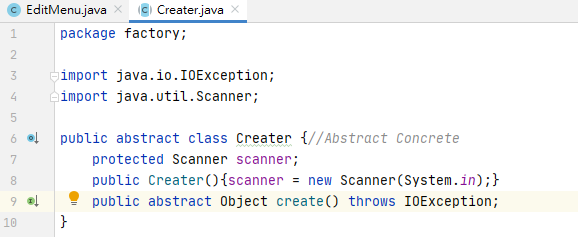 EditMenu.java
Creater.java
1 package factory;
2
3 import java.io.IOException;
4 import java.util.Scanner;
5
6 public abstract class Creater {//Abstract Concrete
7 protected Scanner scanner;
8 public Creater(){scanner = new Scanner(System.in);}
9 public abstract Object create() throws IOException;
10 }